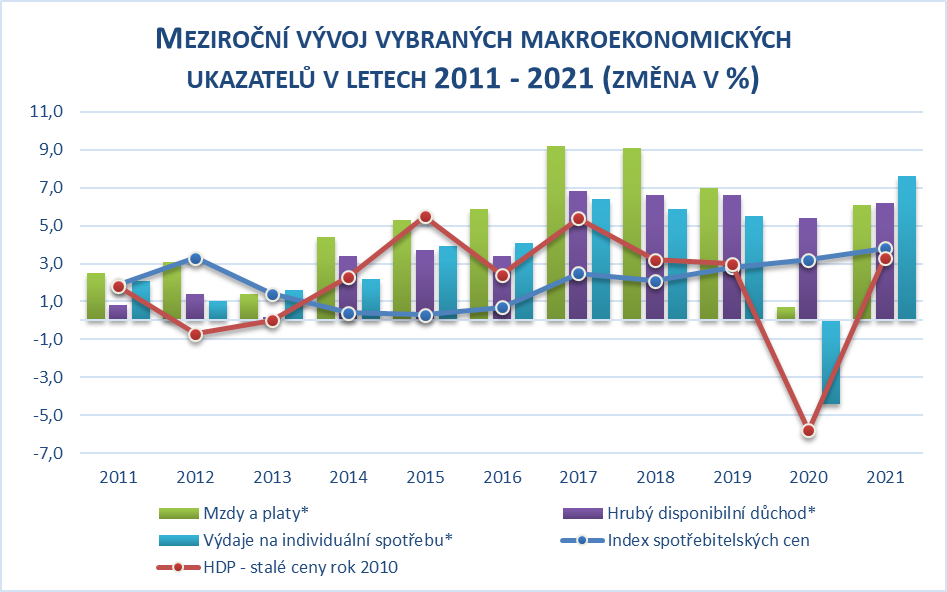 MEZIROČNÍ VÝVOJ VYBRANÝCH MAKROEKONOMICKÝCH
UKAZATELŮ V LETECH 2011 - 2021 (ZMĚNA V %)
11,0
9,0
7,0
5,0
3,0
1,0
-1,0
-3,0
-5,0
-7,0
2011 2012 2013 2014 2015 2016 2017 2018 2019 2020 2021
Mzdy a platy* Hrubý disponibilní důchod*
Výdaje na individuální spotřebu* Index spotřebitelských cen
HDP - stalé ceny rok 2010